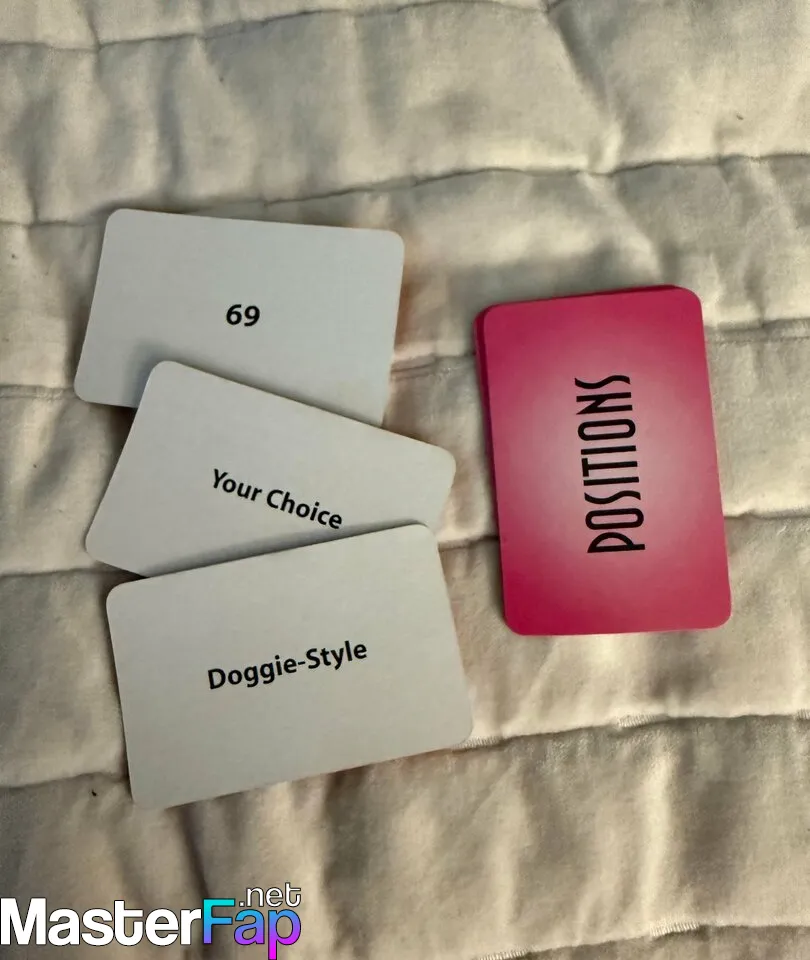 69
Your Choice
Doggie-Style
POSITIONS
MasterFap.net